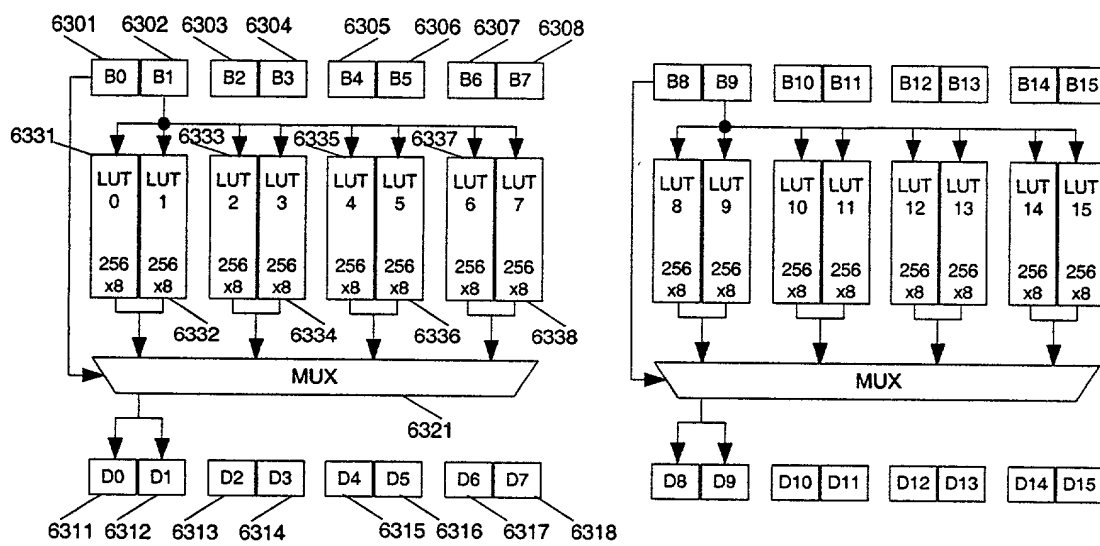 6301 6302 6303 6304 6305 6306 6307 6308
B0 B1 B2 B3 B4 B5 B6 B7
B8 B9 B10 B11 B12 B13 B14 B15
6331 6333 6335 6337
LUT 0 LUT 1 LUT 2 LUT 3 LUT 4 LUT 5 LUT 6 LUT 7
LUT 8 LUT 9 LUT 10 LUT 11 LUT 12 LUT 13 LUT 14 LUT 15
256 x8 256 x8 256 x8 256 x8 256 x8 256 x8 256 x8 256 x8
256 x8 256 x8 256 x8 256 x8 256 x8 256 x8 256 x8 256 x8
6332 6334 6336 6338
MUX
MUX
6321
D0 D1 D2 D3 D4 D5 D6 D7
D8 D9 D10 D11 D12 D13 D14 D15
6311 6312 6313 6314 6315 6316 6317 6318